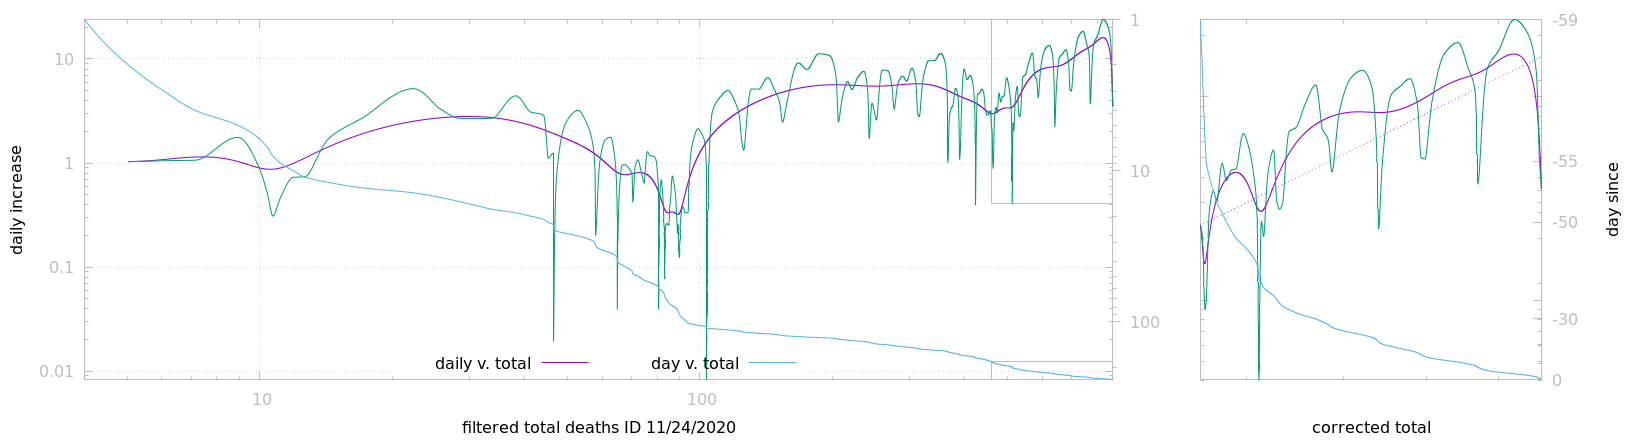 daily increase
10
1
0.1
0.01
daily v. total
day v. total
10
100
filtered total deaths ID 11/24/2020
1
10
100
-59
-55
-50
-30
0
day since
corrected total